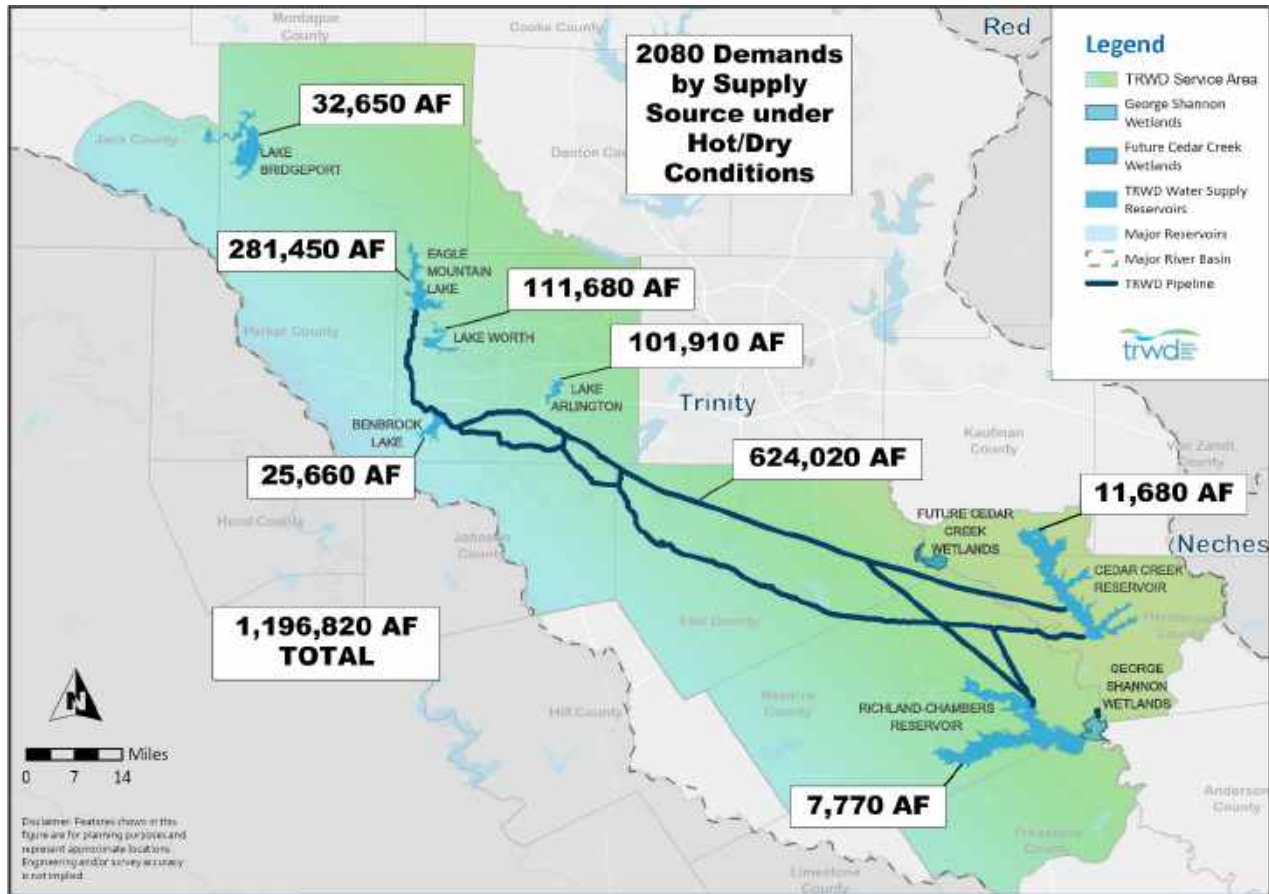 Montague
County
Cooke County
Red
2080 Demands
by Supply
Source under
Hot/Dry
Conditions
Legend
TRWD Service Area
George Shannon
Wetlands
Future Cedar Creek
Wetlands
TRWD Water Supply
Reservoirs
Major Reservoirs
Major River Basin
TRWD Pipeline
trwd
32,650 AF
Jack County
LAKE
BRIDGEPORT
281,450 AF
EAGLE
MOUNTAIN
LAKE
111,680 AF
Parker County
LAKE WORTH
101,910 AF
LAKE
ARLINGTON
Trinity
BENBROOK
LAKE
25,660 AF
624,020 AF
Kaufman
County
Van Zandt
County
11,680 AF
Hood County
Johnson
County
FUTURE CEDAR
CREEK
WETLANDS
Neches
CEDAR CREEK
RESERVOIR
1,196,820 AF
TOTAL
Ellis County
Henderson
County
GEORGE
SHANNON
WETLANDS
Hill County
Navarro
County
RICHLAND-CHAMBERS
RESERVOIR
N
Miles
0 7 14
7,770 AF
Anderson
County
Freestone
County
Limestone
County
Disclaimer: Features shown in this
figure are for planning purposes and
represent approximate locations.
Engineering and/or survey accuracy
is not implied.